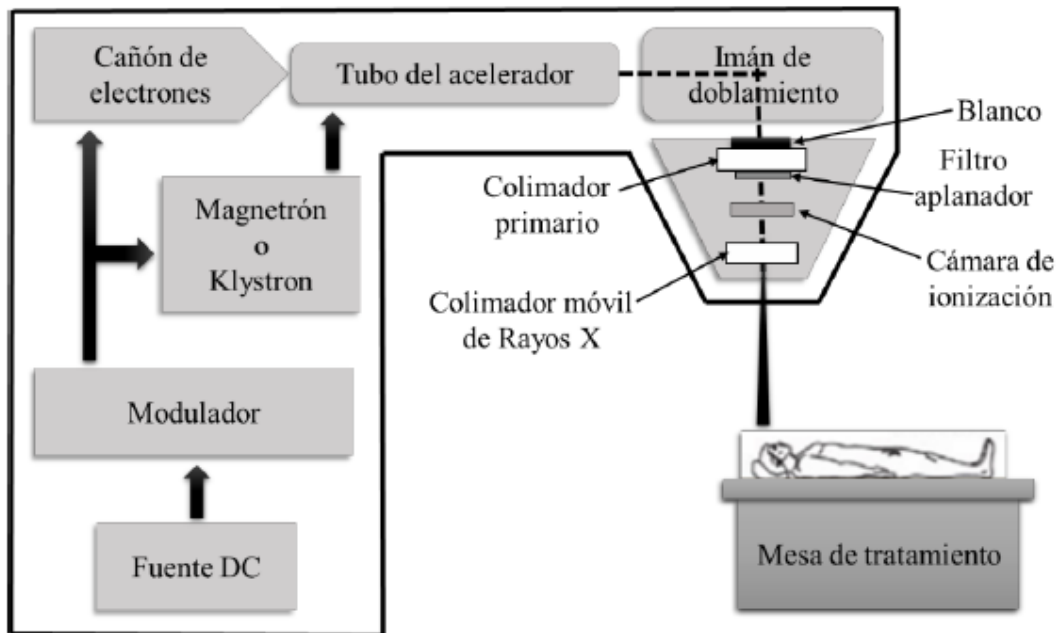 Cañón de
electrones
Tubo del acelerador
Imán de
doblamiento
Blanco
Filtro
aplanador
Colimador
primario
Magnetrón
o
Klystron
Cámara de
ionización
Colimador móvil
de Rayos X
Modulador
Fuente DC
Mesa de tratamiento